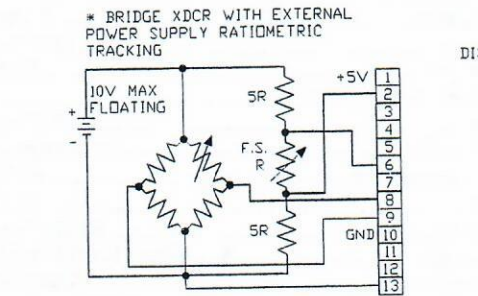 * BRIDGE XDCR WITH EXTERNAL
POWER SUPPLY RATIOMETRIC
TRACKING
DI
10V MAX
FLOATING
+
-
5R
F.S.
R
5R
+5V
GND
1
2
3
4
5
6
7
8
9
10
11
12
13